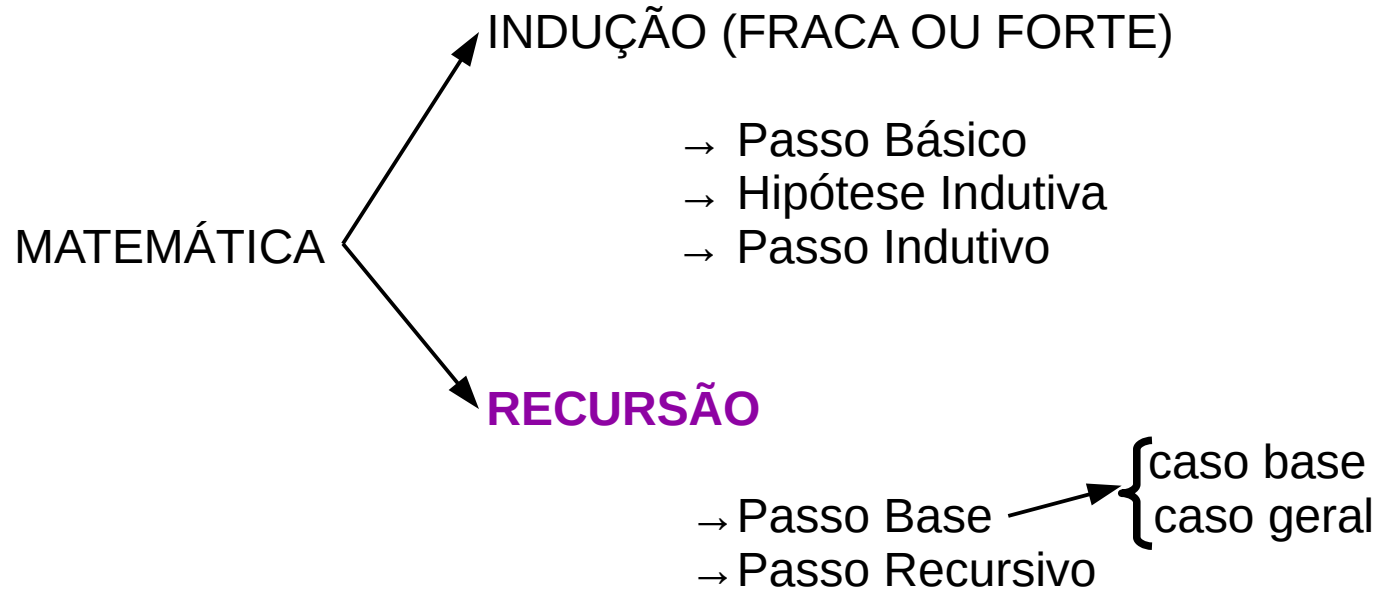 INDUÇÃO (FRACA OU FORTE)
→ Passo Básico
→ Hipótese Indutiva
→ Passo Indutivo
MATEMÁTICA
RECURSÃO
→Passo Base
caso base
caso geral
→Passo Recursivo